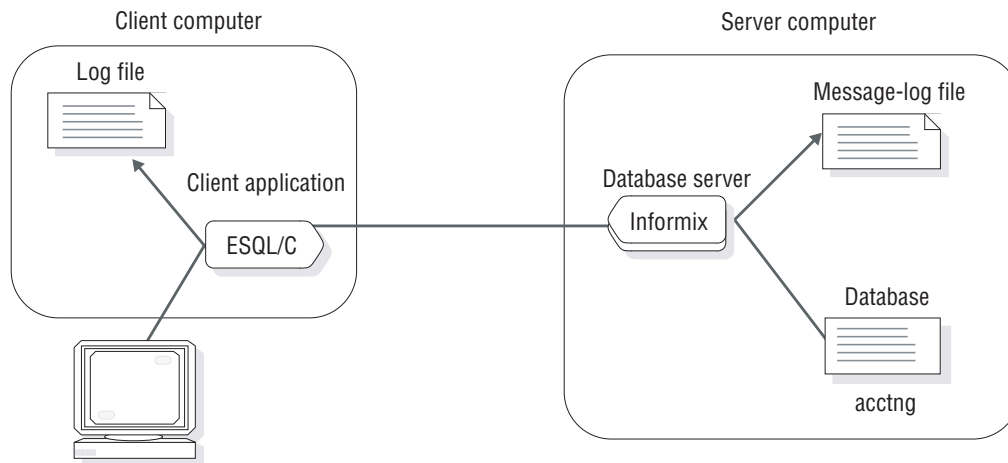 Client computer
Server computer
Log file
Message-log file
Client application
Database server
ESQL/C
Informix
Database
acctng